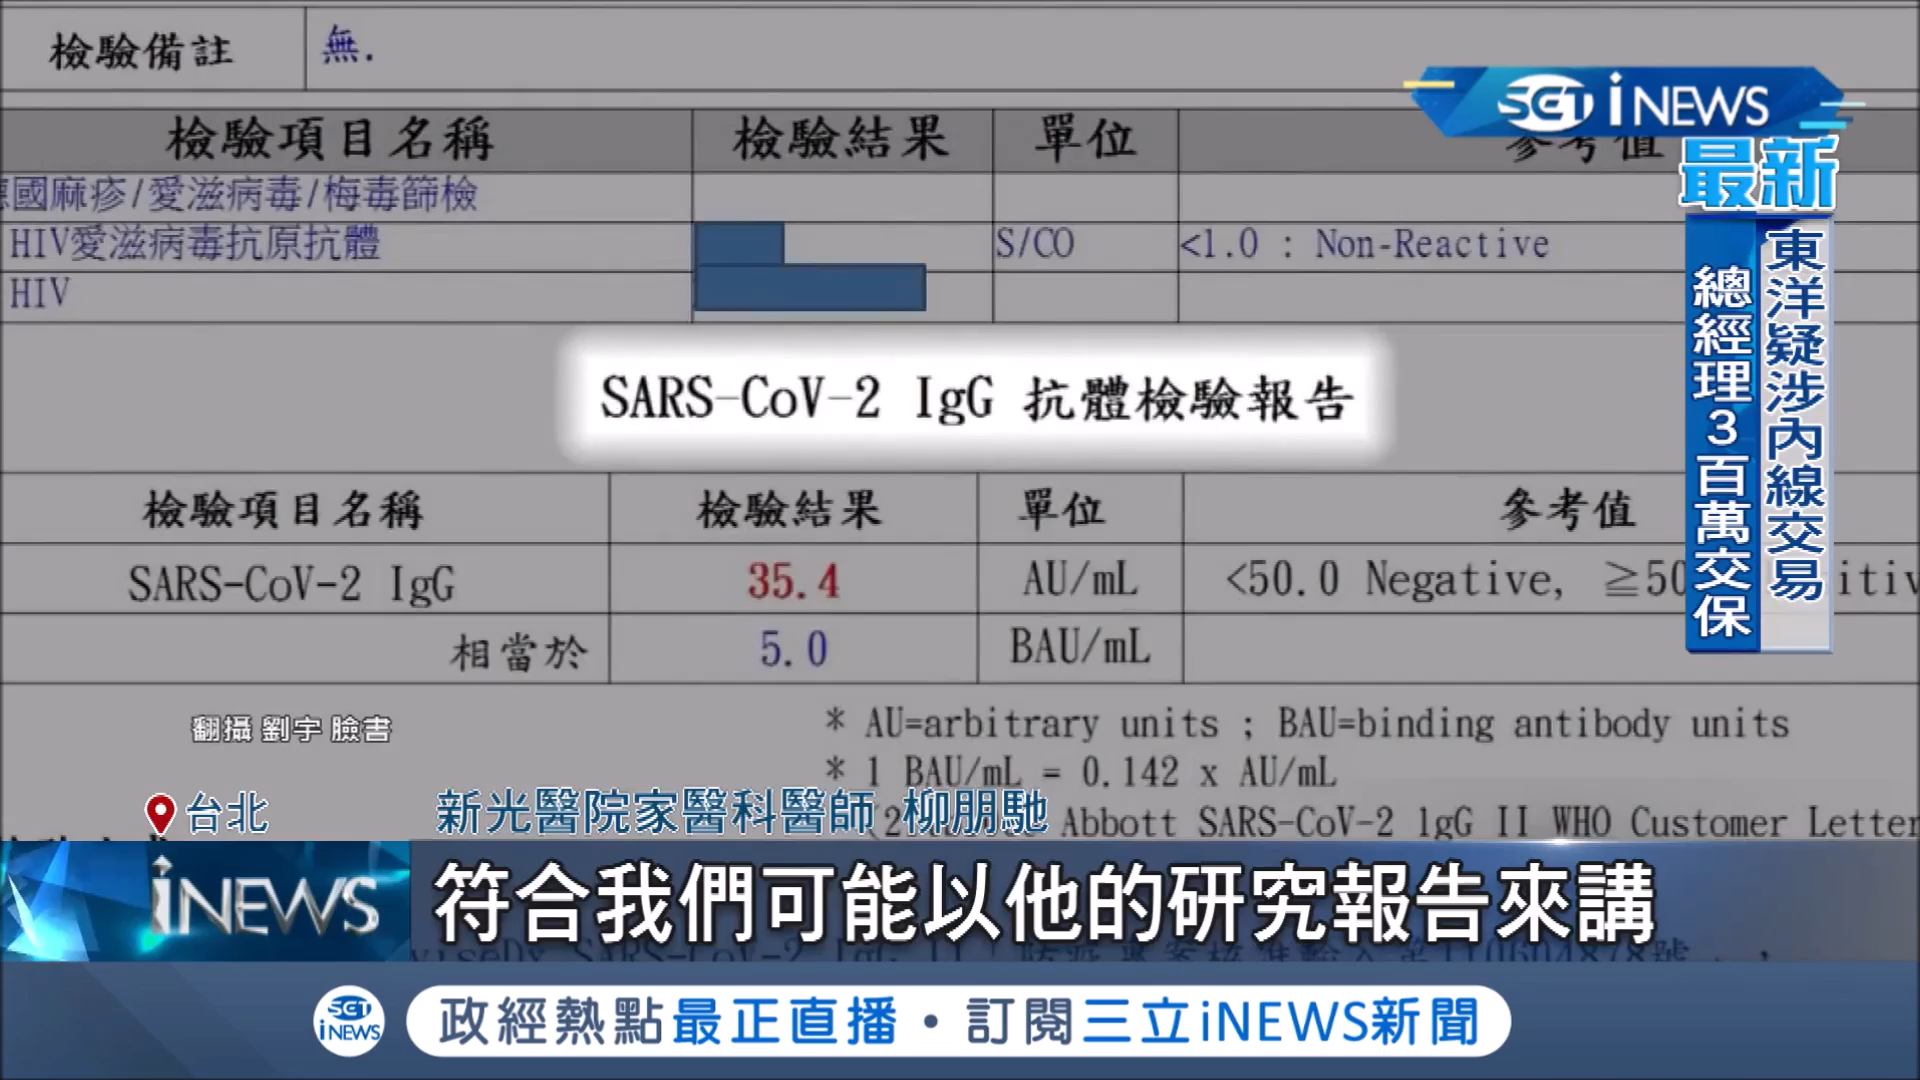 檢驗備註 無.
SET iNEWS
檢驗項目名稱 檢驗結果 單位 參考值
最新
國麻疹/愛滋病毒/梅毒篩檢
HIV愛滋病毒抗原抗體 S/CO <1.0 : Non-Reactive
HIV
東洋疑涉內線交易
總經理3百萬交保
SARS-CoV-2 IgG 抗體檢驗報告
檢驗項目名稱 檢驗結果 單位 參考值
SARS-CoV-2 IgG 35.4 AU/mL <50.0 Negative, ≧50
相當於 5.0 BAU/mL
翻攝 劉宇 臉書
* AU=arbitrary units ; BAU=binding antibody units
* 1 BAU/mL = 0.142 x AU/mL
台北 新光醫院家醫科醫師 柳朋馳
Abbott SARS-CoV-2 lgG II WHO Customer Letter
iNEWS
符合我們可能以他的研究報告來講
SET iNEWS
政經熱點最正直播・訂閱三立iNEWS新聞